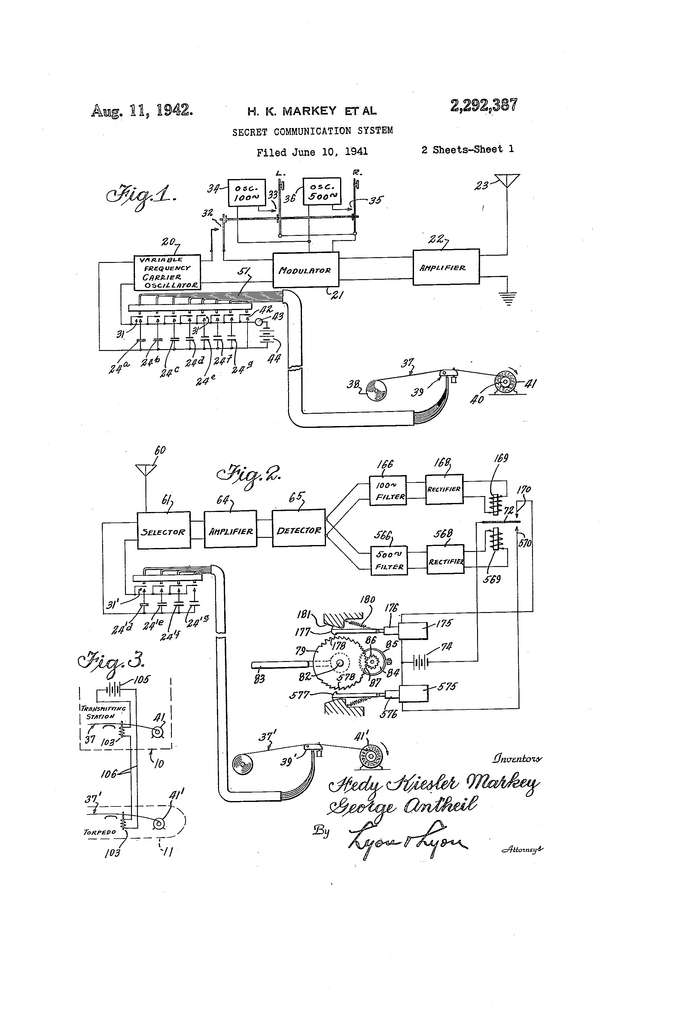 Aug. 11, 1942.
H. K. MARKEY ET AL
2,292,387
SECRET COMMUNICATION SYSTEM
Filed June 10, 1941
2 Sheets-Sheet 1
Fig.1.
34
OSC.
100~
33
L.
36
OSC.
500~
R.
35
23
32
20
VARIABLE
FREQUENCY
CARRIER
OSCILLATOR
51
MODULATOR
21
22
AMPLIFIER
31
31
42
43
44
24a
24b
24c
24d
24e
24f
24g
37
38
39
40
41
60
Fig.2.
61
SELECTOR
64
AMPLIFIER
65
DETECTOR
166
100~
FILTER
168
RECTIFIER
169
170
72
566
500~
FILTER
568
RECTIFIER
569
570
31'
24'd
24'e
24'f
24'g
181
180
176
175
177
178
79
86
85
74
83
82
578
87
84
577
576
575
Fig.3.
105
TRANSMITTING
STATION
41
37
103
10
106
37'
41'
TORPEDO
103
11
37'
39'
41'
Inventors
Hedy Kiesler Markey
George Antheil
By
Lyon & Lyon
Attorneys